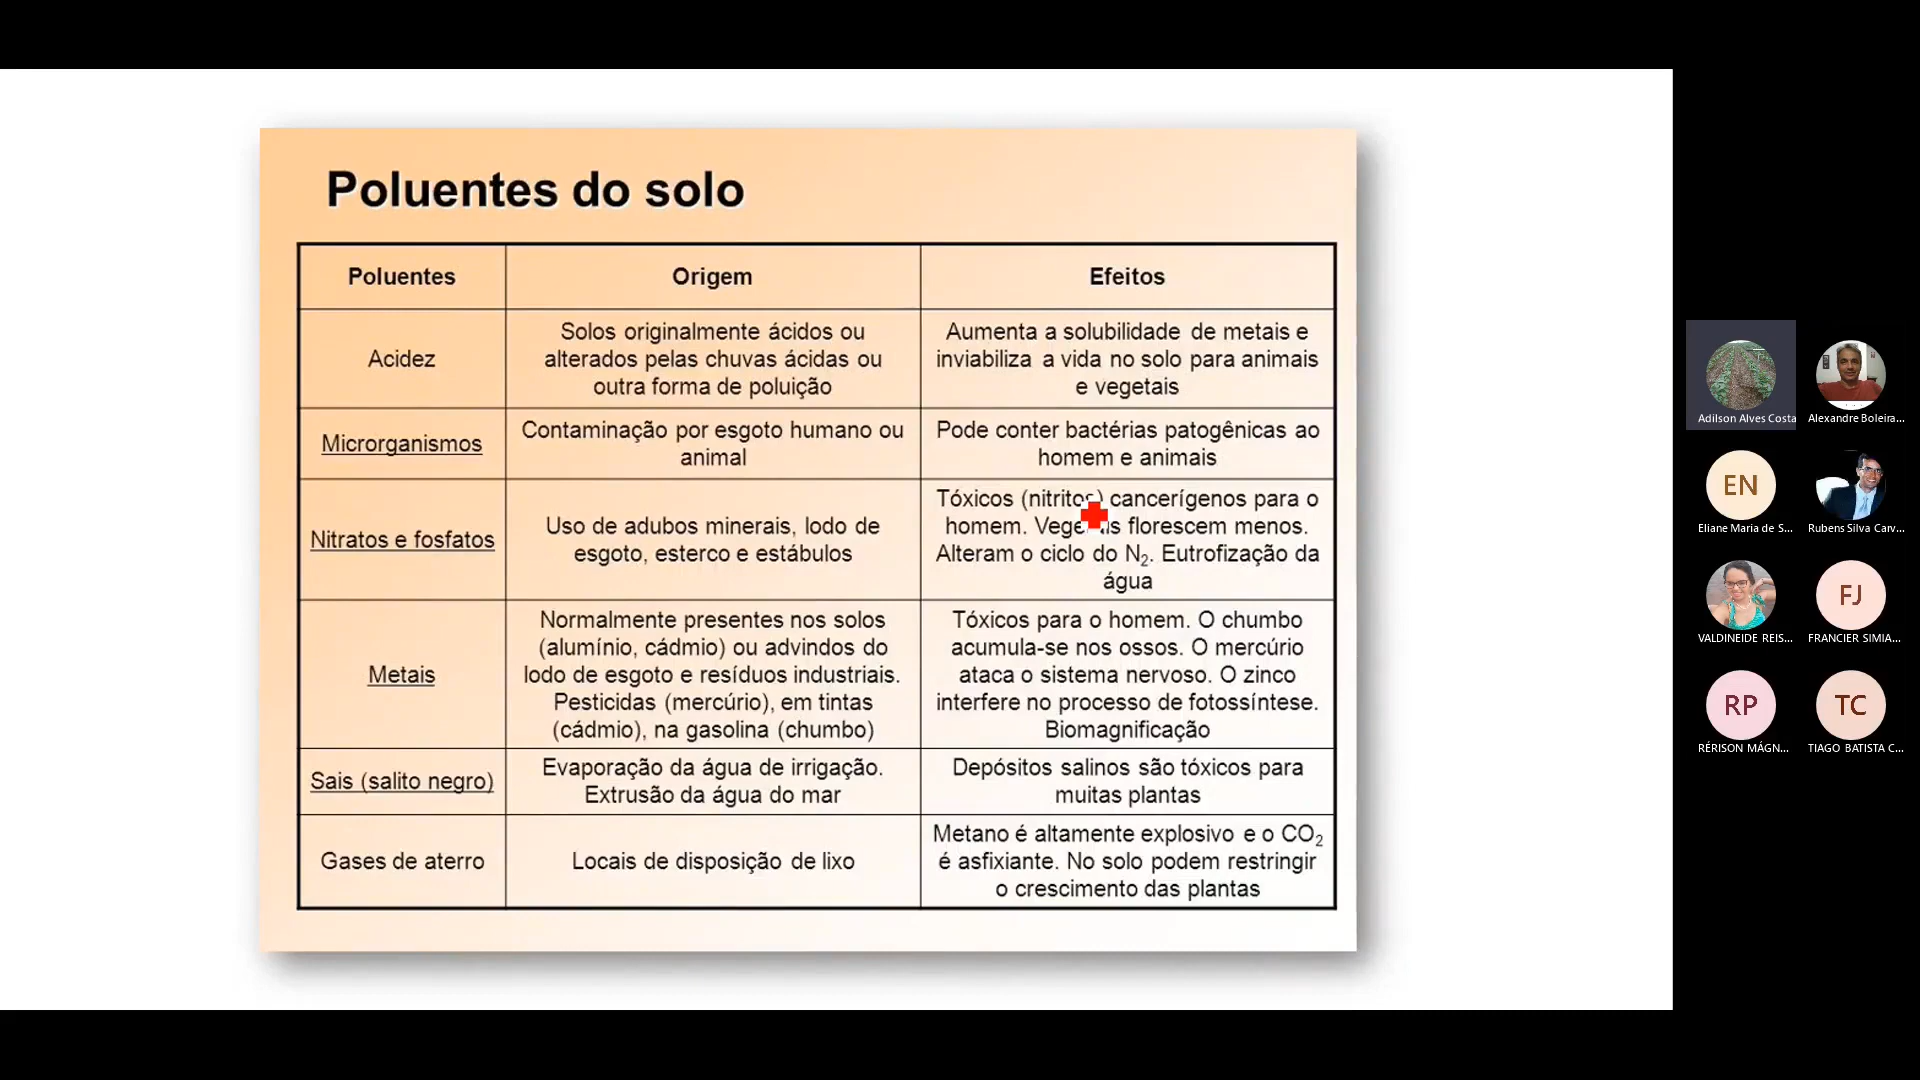 Poluentes do solo
Poluentes
Origem
Efeitos
Acidez
Solos originalmente ácidos ou
alterados pelas chuvas ácidas ou
outra forma de poluição
Aumenta a solubilidade de metais e
inviabiliza a vida no solo para animais
e vegetais
Microrganismos
Contaminação por esgoto humano ou
animal
Pode conter bactérias patogênicas ao
homem e animais
Nitratos e fosfatos
Uso de adubos minerais, lodo de
esgoto, esterco e estábulos
Tóxicos (nitritos) cancerígenos para o
homem. Vegetais florescem menos.
Alteram o ciclo do N₂. Eutrofização da
água
Metais
Normalmente presentes nos solos
(alumínio, cádmio) ou advindos do
lodo de esgoto e resíduos industriais.
Pesticidas (mercúrio), em tintas
(cádmio), na gasolina (chumbo)
Tóxicos para o homem. O chumbo
acumula-se nos ossos. O mercúrio
ataca o sistema nervoso. O zinco
interfere no processo de fotossíntese.
Biomagnificação
Sais (salito negro)
Evaporação da água de irrigação.
Extrusão da água do mar
Depósitos salinos são tóxicos para
muitas plantas
Gases de aterro
Locais de disposição de lixo
Metano é altamente explosivo e o CO₂
é asfixiante. No solo podem restringir
o crescimento das plantas
Adilson Alves Costa
Alexandre Boleira...
EN
Eliane Maria de S...
Rubens Silva Carv...
VALDINEIDE REIS...
FJ
FRANCIER SIMIA...
RP
RÉRISON MÁGN...
TC
TIAGO BATISTA C...